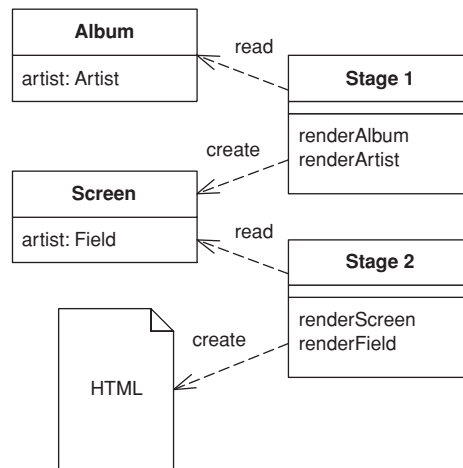 Album
artist: Artist
read
Stage 1
renderAlbum
renderArtist
create
Screen
artist: Field
read
Stage 2
renderScreen
renderField
create
HTML